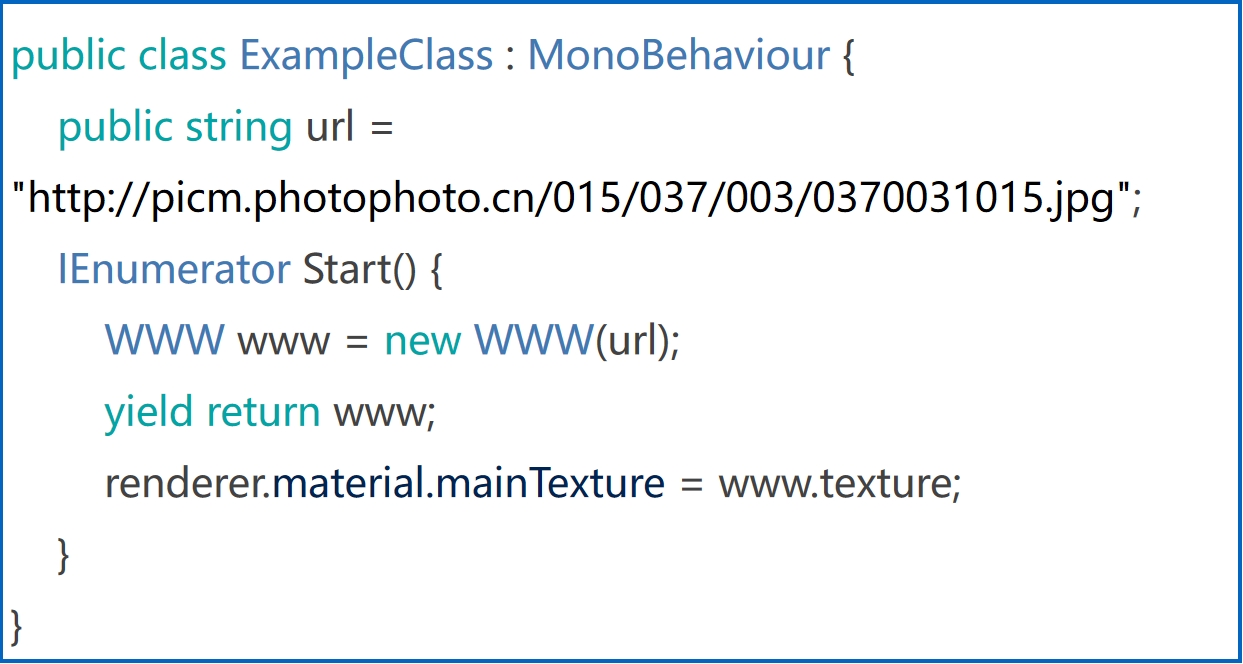 public class ExampleClass : MonoBehaviour {
public string url =
"http://picm.photophoto.cn/015/037/003/0370031015.jpg";
IEnumerator Start() {
WWW www = new WWW(url);
yield return www;
renderer.material.mainTexture = www.texture;
}
}